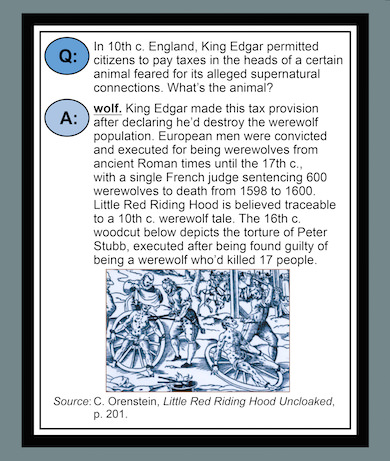 Q:
In 10th c. England, King Edgar permitted
citizens to pay taxes in the heads of a certain
animal feared for its alleged supernatural
connections. What's the animal?
A:
wolf. King Edgar made this tax provision
after declaring he'd destroy the werewolf
population. European men were convicted
and executed for being werewolves from
ancient Roman times until the 17th c.,
with a single French judge sentencing 600
werewolves to death from 1598 to 1600.
Little Red Riding Hood is believed traceable
to a 10th c. werewolf tale. The 16th c.
woodcut below depicts the torture of Peter
Stubb, executed after being found guilty of
being a werewolf who'd killed 17 people.
Source: C. Orenstein, Little Red Riding Hood Uncloaked,
p. 201.